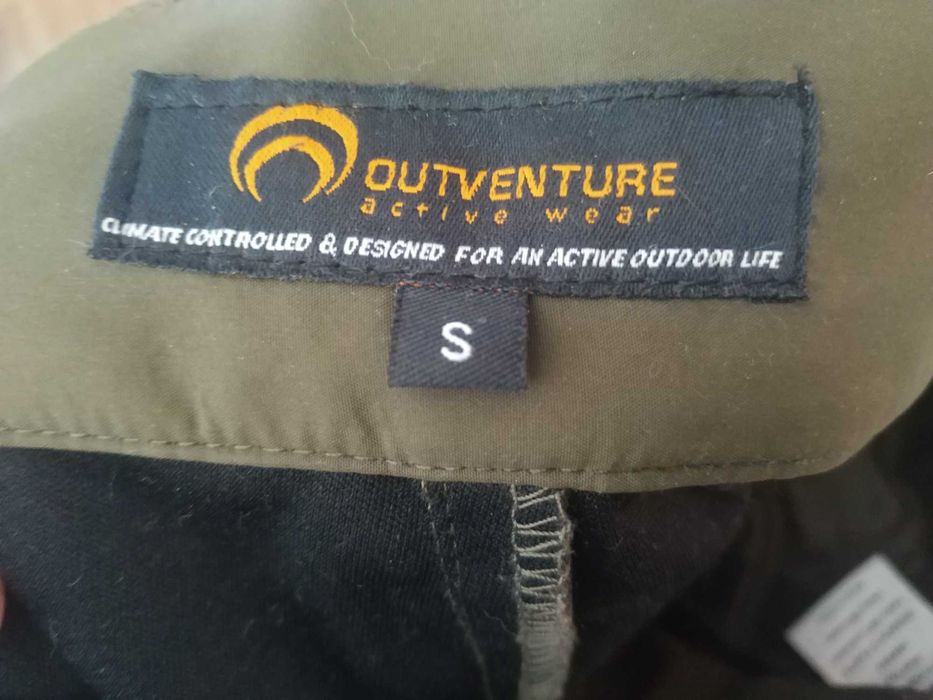 OUTVENTURE
active wear
CLIMATE CONTROLLED & DESIGNED FOR AN ACTIVE OUTDOOR LIFE
S